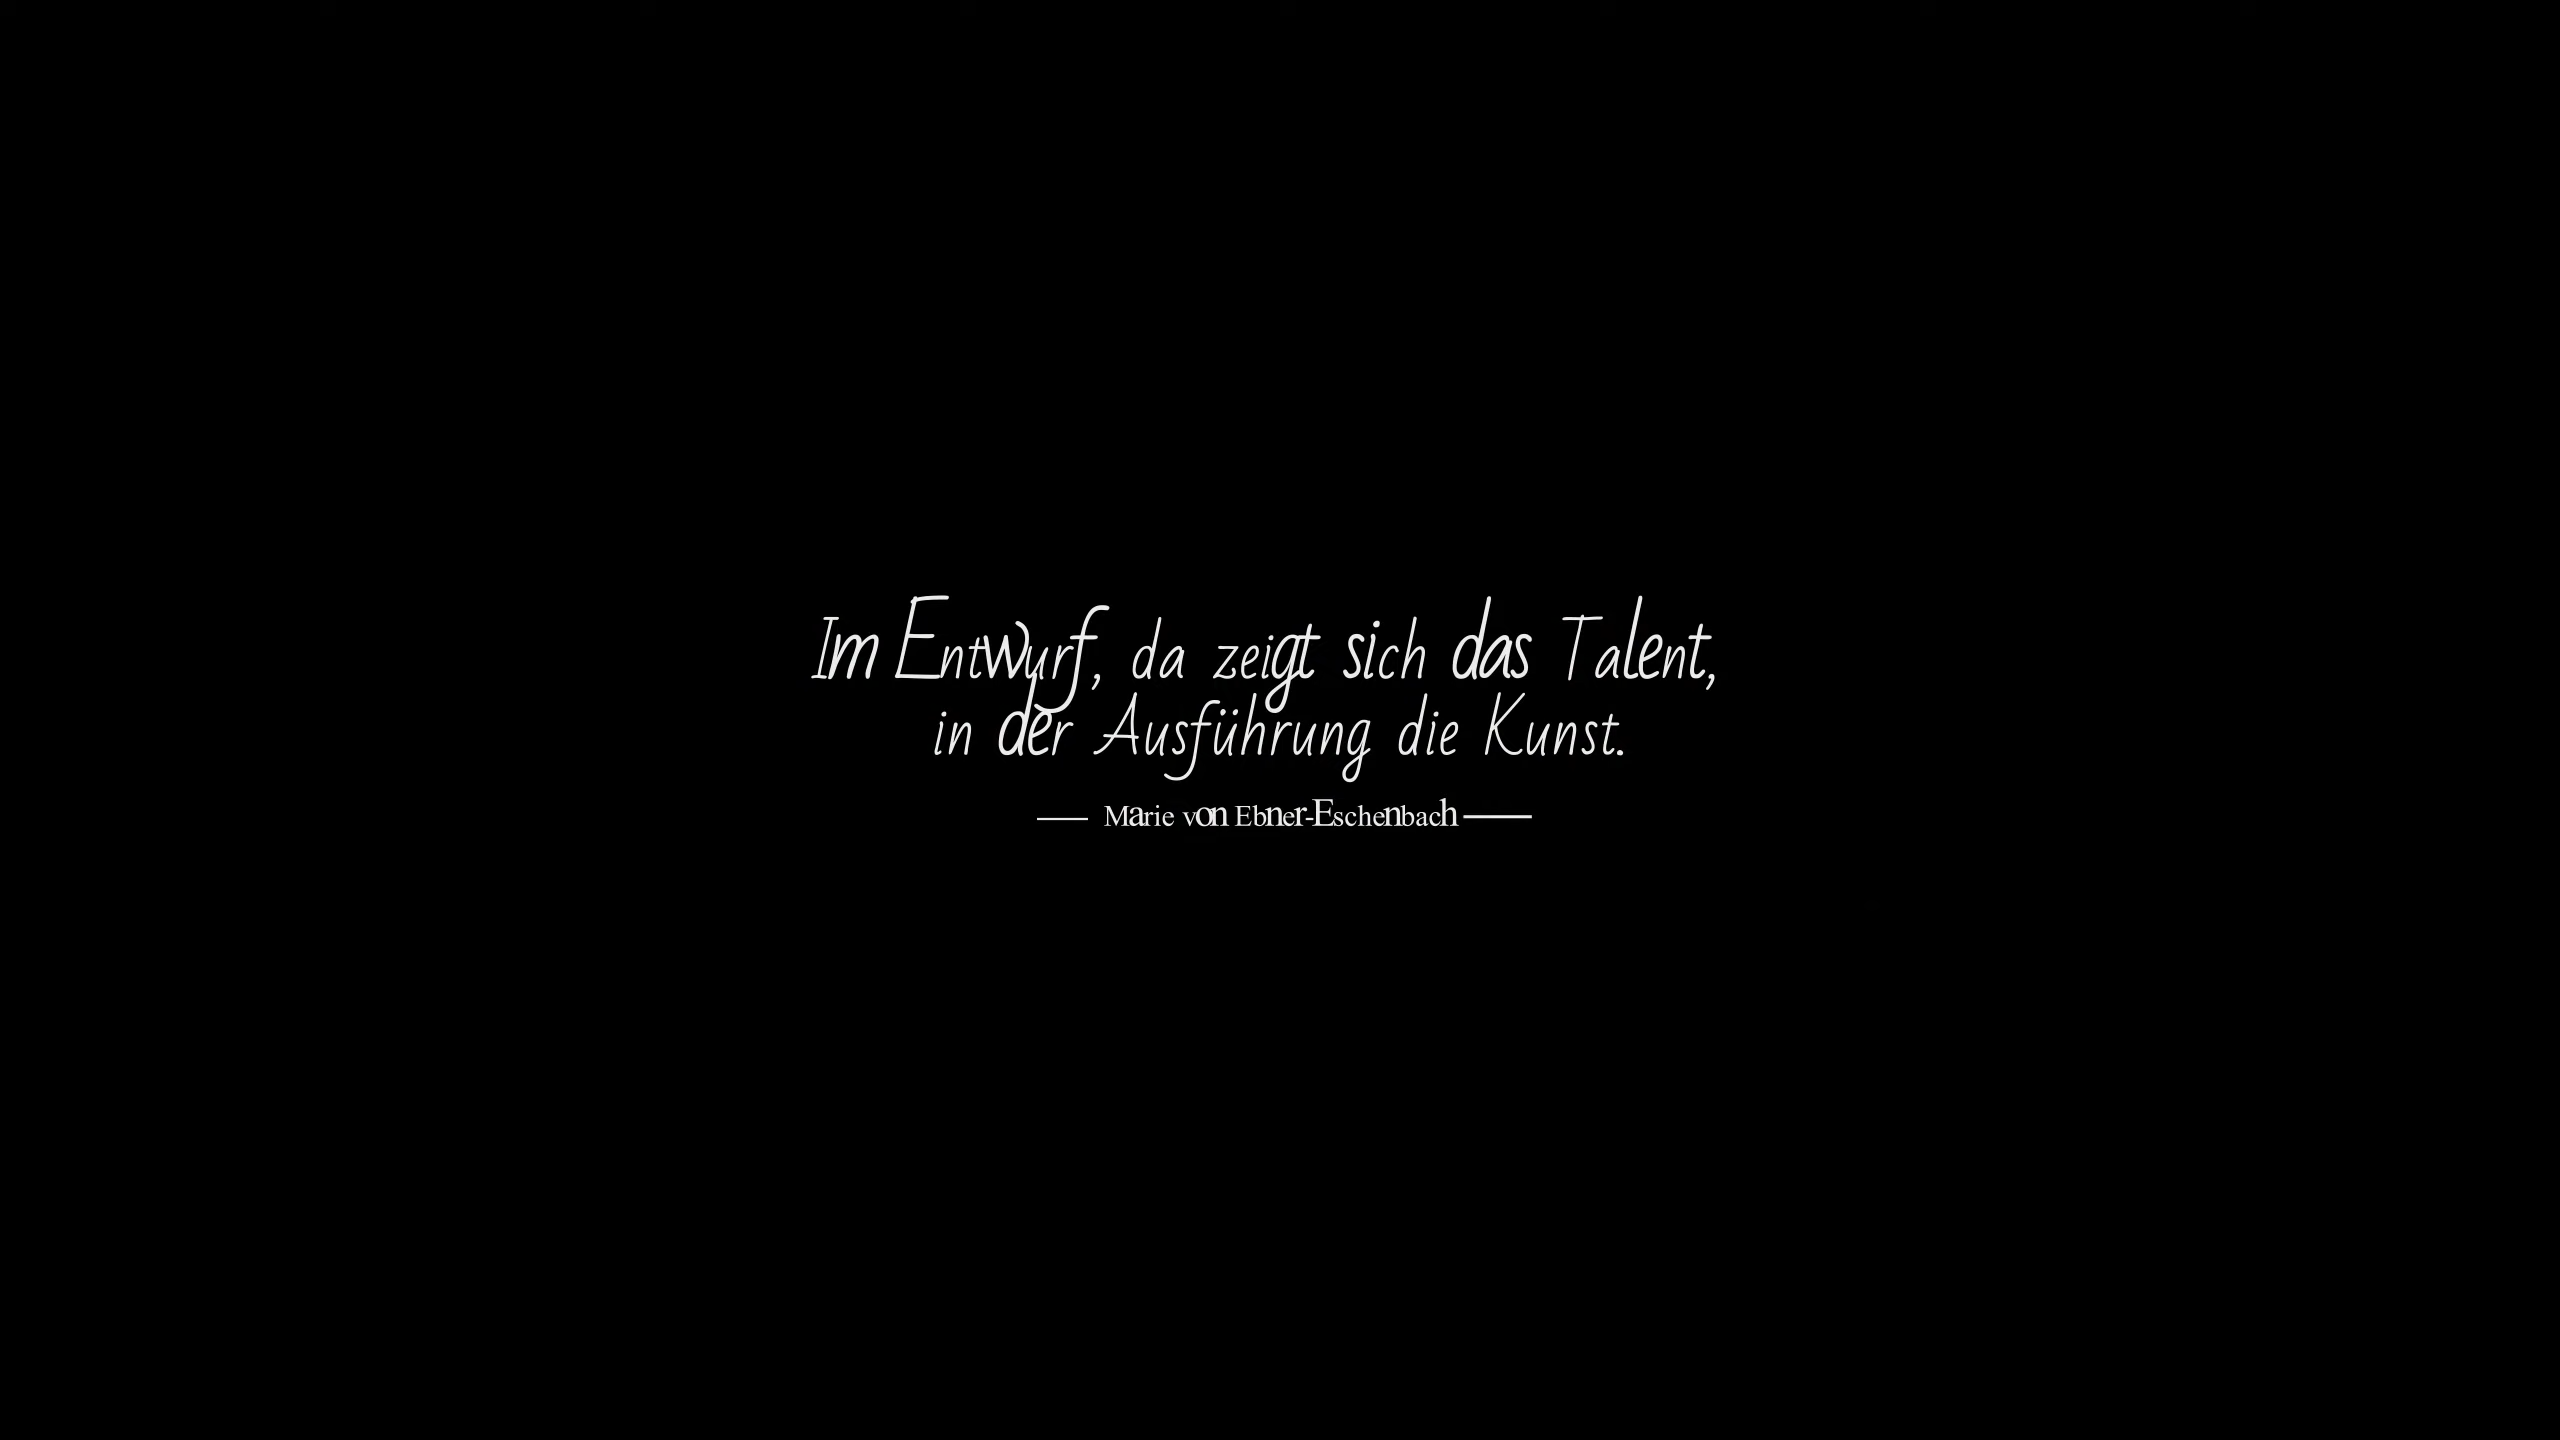 Im Entwurf, da zeigt sich das Talent,
in der Ausführung die Kunst.
— Marie von Ebner-Eschenbach —